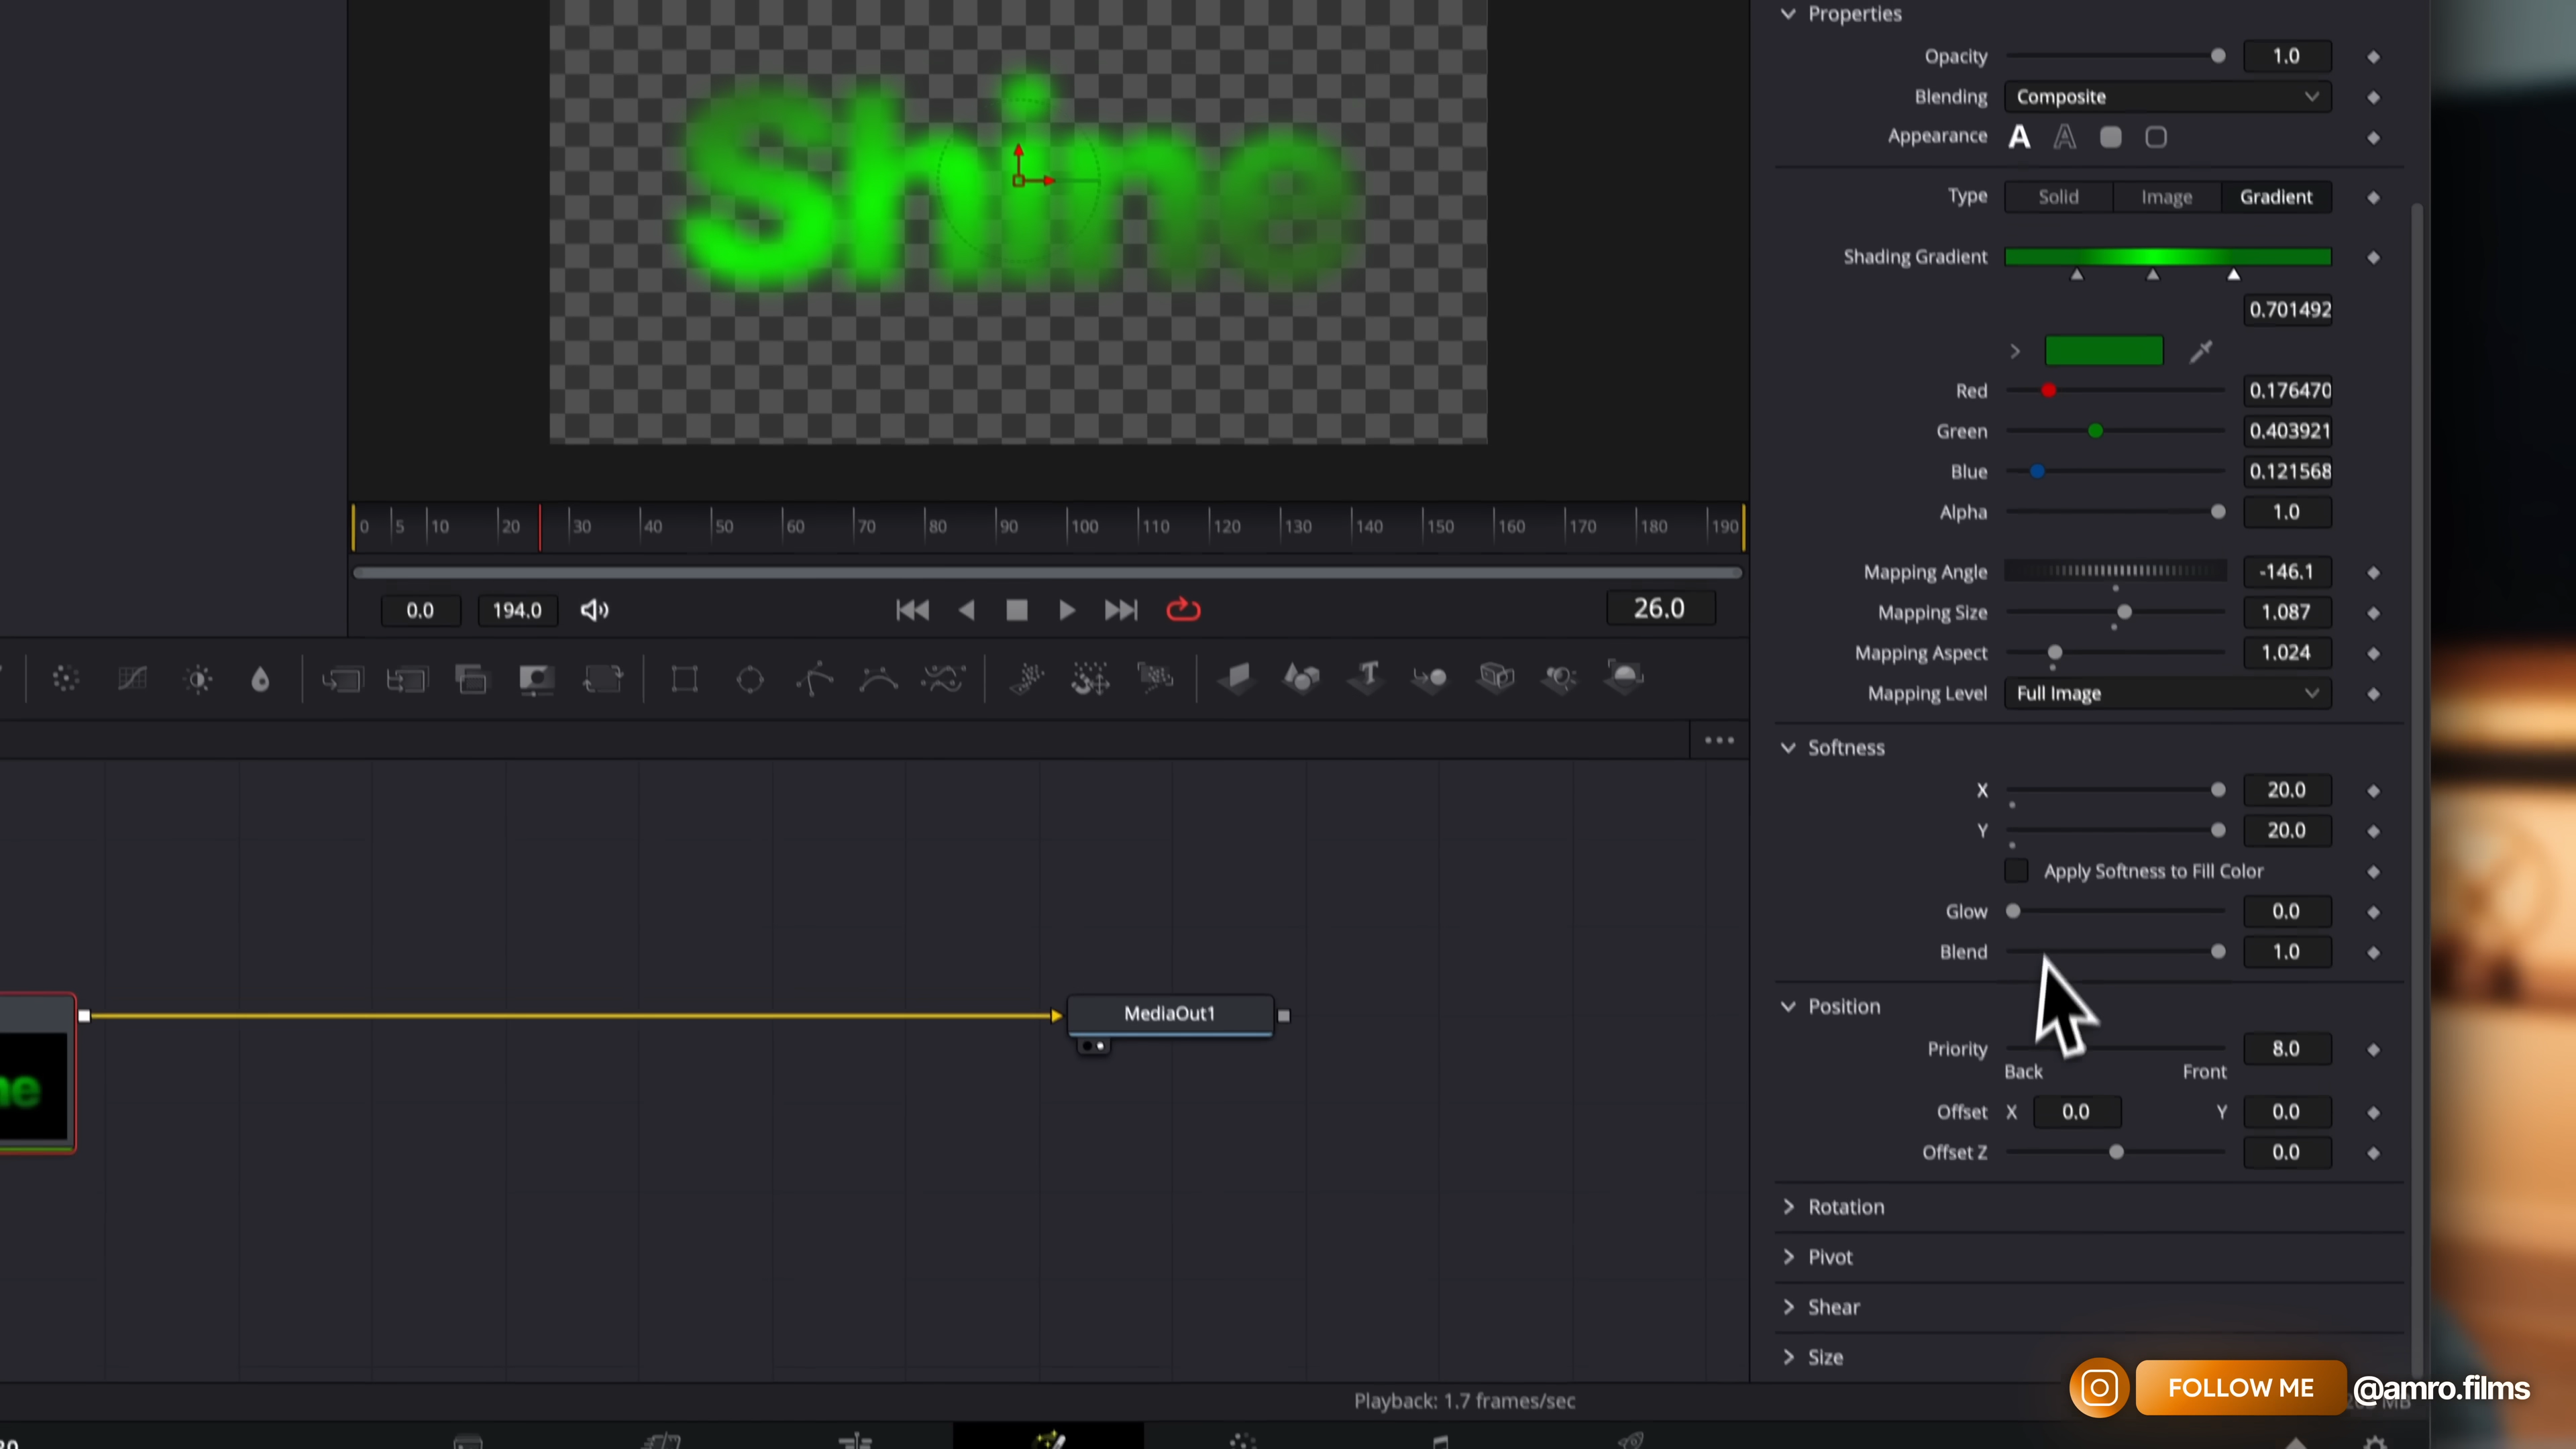 Properties
Opacity 1.0
Blending Composite
Appearance A A
Type Solid Image Gradient
Shading Gradient
0.701492
Red 0.176470
Green 0.403921
Blue 0.121568
Alpha 1.0
Mapping Angle -146.1
Mapping Size 1.087
Mapping Aspect 1.024
Mapping Level Full Image
Softness
X 20.0
Y 20.0
Apply Softness to Fill Color
Glow 0.0
Blend 1.0
Position
Priority 8.0
Back Front
Offset X 0.0 Y 0.0
Offset Z 0.0
Rotation
Pivot
Shear
Size
Shine
0 5 10 20 30 40 50 60 70 80 90 100 110 120 130 140 150 160 170 180 190
0.0 194.0 26.0
T
MediaOut1
ne
Playback: 1.7 frames/sec
FOLLOW ME @amro.films
MB